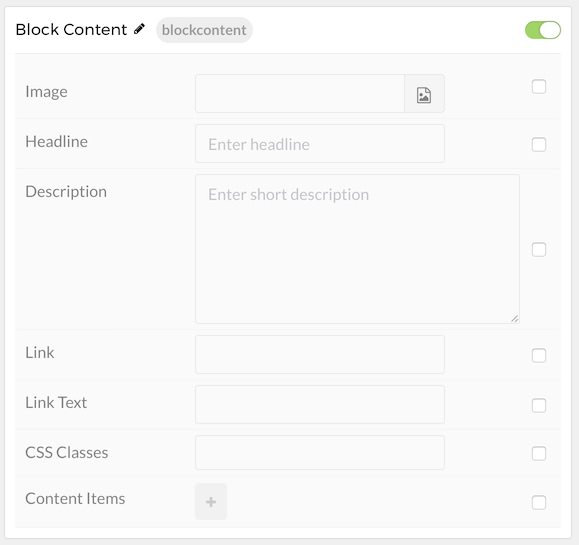 Block Content blockcontent
Image
Headline Enter headline
Description Enter short description
Link
Link Text
CSS Classes
Content Items +